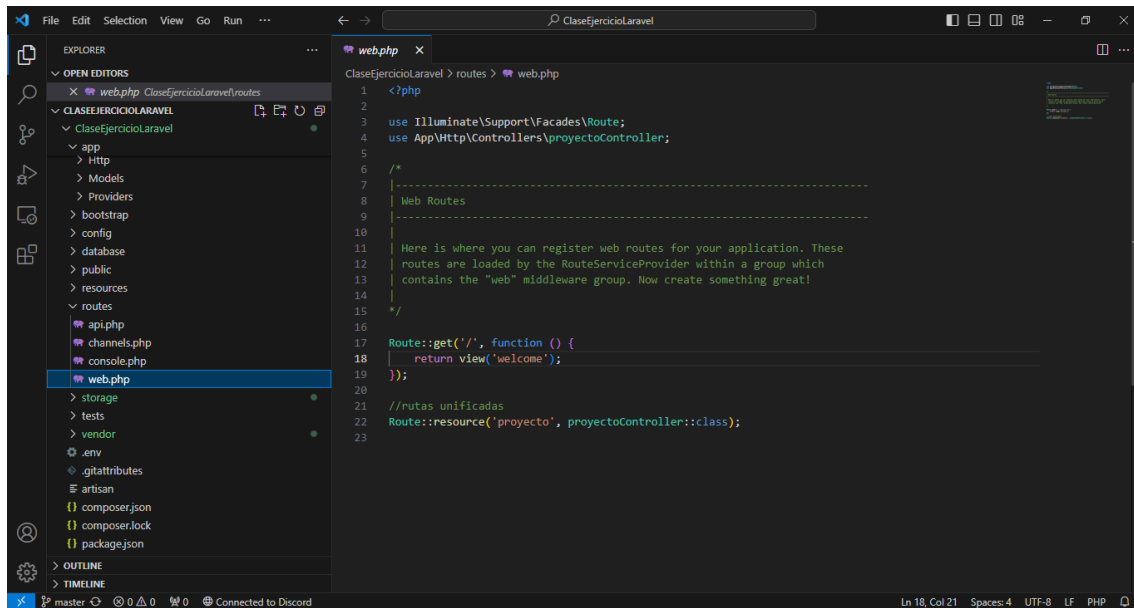 File Edit Selection View Go Run ··· ClaseEjercicioLaravel
EXPLORER ···
OPEN EDITORS
web.php ClaseEjercicioLaravel\routes
CLASEEJERCICIOLARAVEL
ClaseEjercicioLaravel
app
Http
Models
Providers
bootstrap
config
database
public
resources
routes
api.php
channels.php
console.php
web.php
storage
tests
vendor
.env
.gitattributes
artisan
{} composer.json
{} composer.lock
{} package.json
OUTLINE
TIMELINE
web.php
ClaseEjercicioLaravel > routes > web.php
1 <?php
2
3 use Illuminate\Support\Facades\Route;
4 use App\Http\Controllers\proyectoController;
5
6 /*
7 |--------------------------------------------------------------------------
8 | Web Routes
9 |--------------------------------------------------------------------------
10 |
11 | Here is where you can register web routes for your application. These
12 | routes are loaded by the RouteServiceProvider within a group which
13 | contains the "web" middleware group. Now create something great!
14 |
15 */
16
17 Route::get('/', function () {
18 return view('welcome');
19 });
20
21 //rutas unificadas
22 Route::resource('proyecto', proyectoController::class);
23
master 0 0 0 Connected to Discord Ln 18, Col 21 Spaces: 4 UTF-8 LF PHP